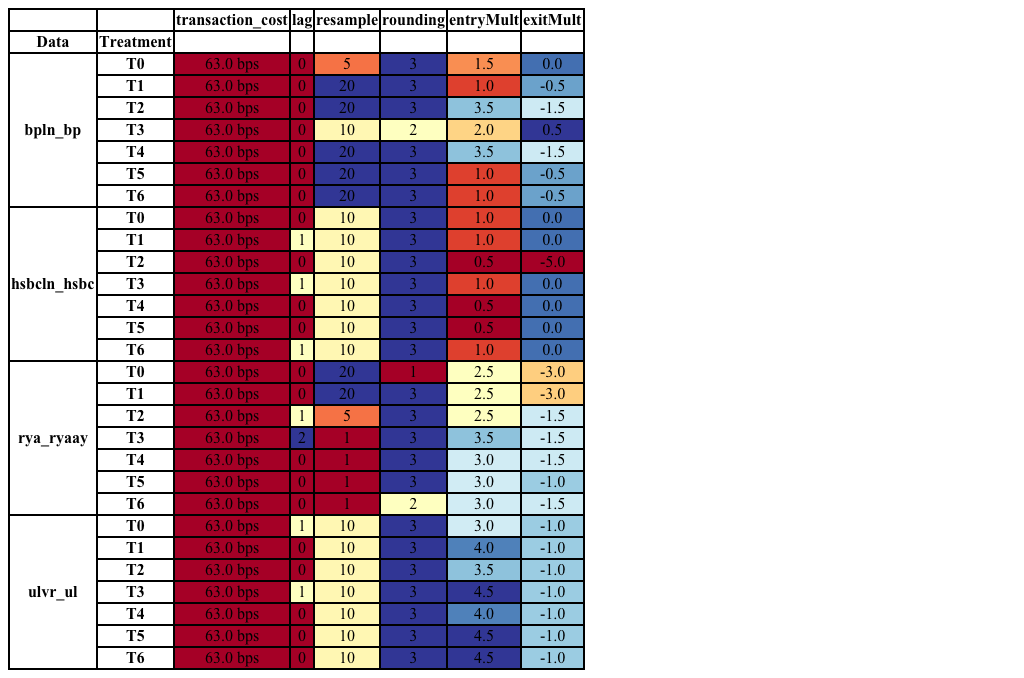 transaction_cost lag resample rounding entryMult exitMult
Data Treatment
bpln_bp T0 63.0 bps 0 5 3 1.5 0.0
T1 63.0 bps 0 20 3 1.0 -0.5
T2 63.0 bps 0 20 3 3.5 -1.5
T3 63.0 bps 0 10 2 2.0 0.5
T4 63.0 bps 0 20 3 3.5 -1.5
T5 63.0 bps 0 20 3 1.0 -0.5
T6 63.0 bps 0 20 3 1.0 -0.5
hsbcln_hsbc T0 63.0 bps 0 10 3 1.0 0.0
T1 63.0 bps 1 10 3 1.0 0.0
T2 63.0 bps 0 10 3 0.5 -5.0
T3 63.0 bps 1 10 3 1.0 0.0
T4 63.0 bps 0 10 3 0.5 0.0
T5 63.0 bps 0 10 3 0.5 0.0
T6 63.0 bps 1 10 3 1.0 0.0
rya_ryaay T0 63.0 bps 0 20 1 2.5 -3.0
T1 63.0 bps 0 20 3 2.5 -3.0
T2 63.0 bps 1 5 3 2.5 -1.5
T3 63.0 bps 2 1 3 3.5 -1.5
T4 63.0 bps 0 1 3 3.0 -1.5
T5 63.0 bps 0 1 3 3.0 -1.0
T6 63.0 bps 0 1 2 3.0 -1.5
ulvr_ul T0 63.0 bps 1 10 3 3.0 -1.0
T1 63.0 bps 0 10 3 4.0 -1.0
T2 63.0 bps 0 10 3 3.5 -1.0
T3 63.0 bps 1 10 3 4.5 -1.0
T4 63.0 bps 0 10 3 4.0 -1.0
T5 63.0 bps 0 10 3 4.5 -1.0
T6 63.0 bps 0 10 3 4.5 -1.0